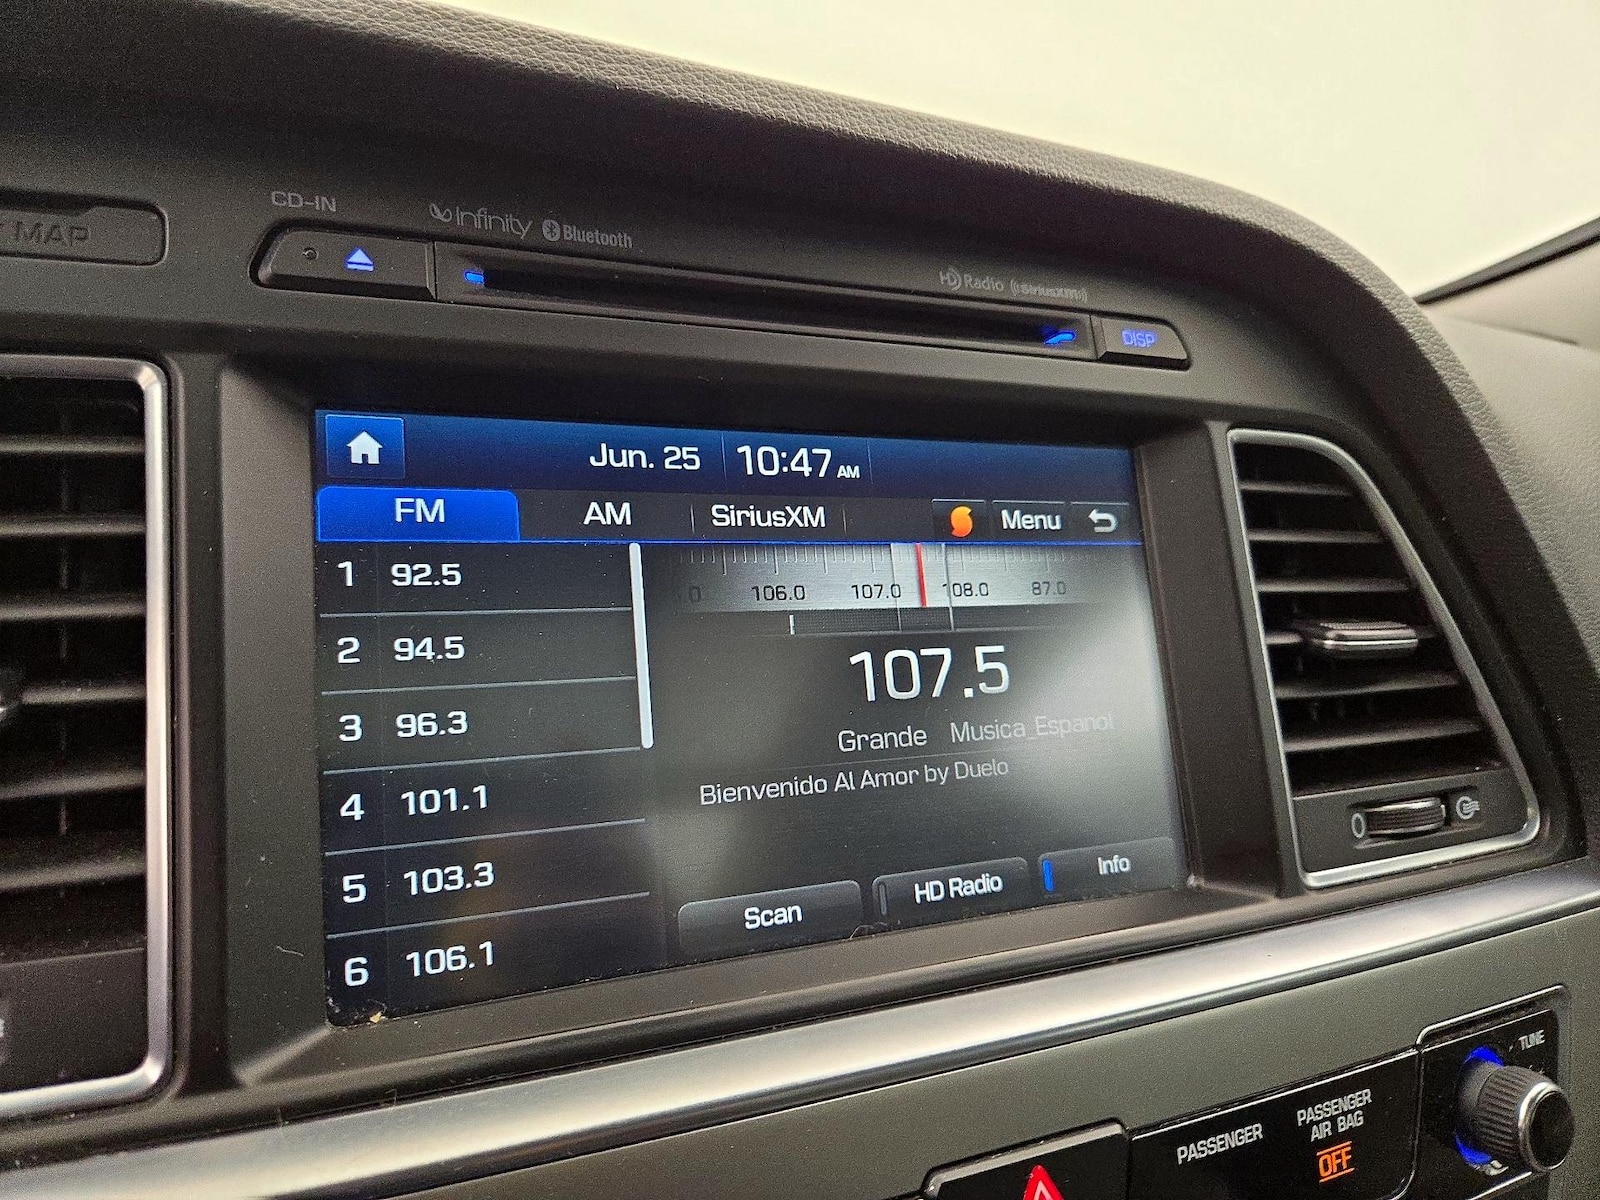 CD-IN
Infinity Bluetooth
HD Radio ((SiriusXM))
MAP
DISP
Jun. 25 10:47 AM
FM AM SiriusXM Menu
1 92.5
2 94.5
3 96.3
4 101.1
5 103.3
6 106.1
0 106.0 107.0 108.0 87.0
107.5
Grande Musica_Espanol
Bienvenido Al Amor by Duelo
Scan HD Radio Info
0
TUNE
PASSENGER
PASSENGER
AIR BAG
OFF